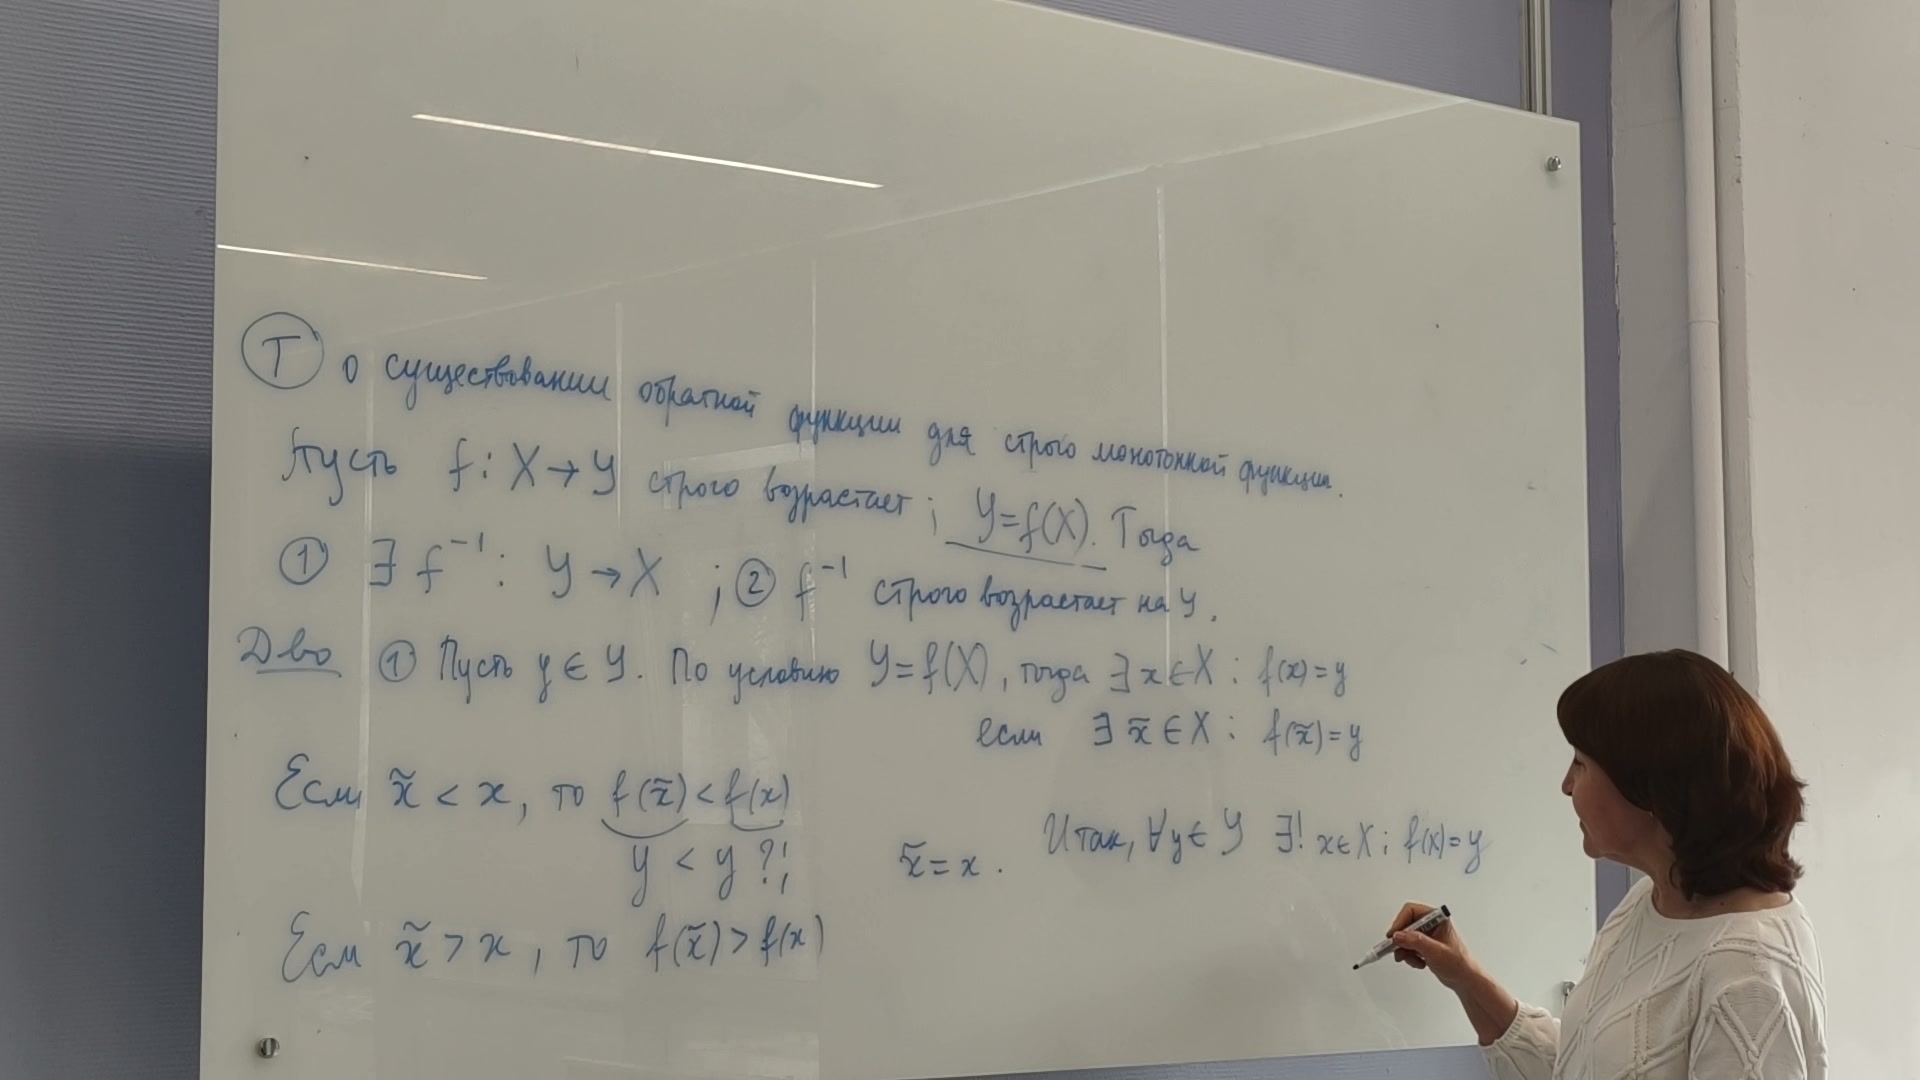 Т о существовании обратной функции для строго монотонной функции.
Пусть f: X → Y строго возрастает; Y=f(X). Тогда
① ∃ f⁻¹: Y → X ; ② f⁻¹ строго возрастает на Y.
Д-во ① Пусть y ∈ Y. По условию Y=f(X), тогда ∃ x ∈ X : f(x)=y
если ∃ x̃ ∈ X : f(x̃)=y
Если x̃ < x, то f(x̃) < f(x)
y < y ?!
x̃ = x.
Итак, ∀y ∈ Y ∃! x ∈ X : f(x)=y
Если x̃ > x, то f(x̃) > f(x)